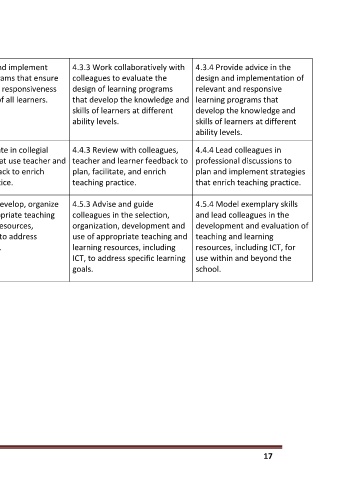 nd implement
ams that ensure
responsiveness
of all learners.
4.3.3 Work collaboratively with
colleagues to evaluate the
design of learning programs
that develop the knowledge and
skills of learners at different
ability levels.
4.3.4 Provide advice in the
design and implementation of
relevant and responsive
learning programs that
develop the knowledge and
skills of learners at different
ability levels.
te in collegial
at use teacher and
ack to enrich
ice.
4.4.3 Review with colleagues,
teacher and learner feedback to
plan, facilitate, and enrich
teaching practice.
4.4.4 Lead colleagues in
professional discussions to
plan and implement strategies
that enrich teaching practice.
evelop, organize
priate teaching
esources,
to address
.
4.5.3 Advise and guide
colleagues in the selection,
organization, development and
use of appropriate teaching and
learning resources, including
ICT, to address specific learning
goals.
4.5.4 Model exemplary skills
and lead colleagues in the
development and evaluation of
teaching and learning
resources, including ICT, for
use within and beyond the
school.
17